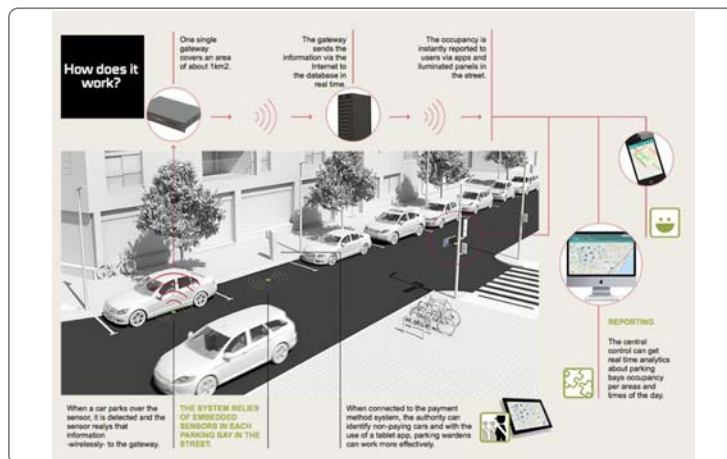 How does it
work?
One single
gateway
covers an area
of about 1km2.
The gateway
sends the
information via the
Internet to
the database in
real time.
The occupancy is
instantly reported to
users via apps and
iluminated panels in
the street.
REPORTING
The central
control can get
real time analytics
about parking
bays occupancy
per areas and
times of the day.
When a car parks over the
sensor, it is detected and the
sensor realys that
information
-wirelessly- to the gateway.
THE SYSTEM RELIES
OF EMBEDDED
SENSORS IN EACH
PARKING BAY IN THE
STREET.
When connected to the payment
method system, the authority can
identify non-paying cars and with the
use of a tablet app, parking wardens
can work more effectively.